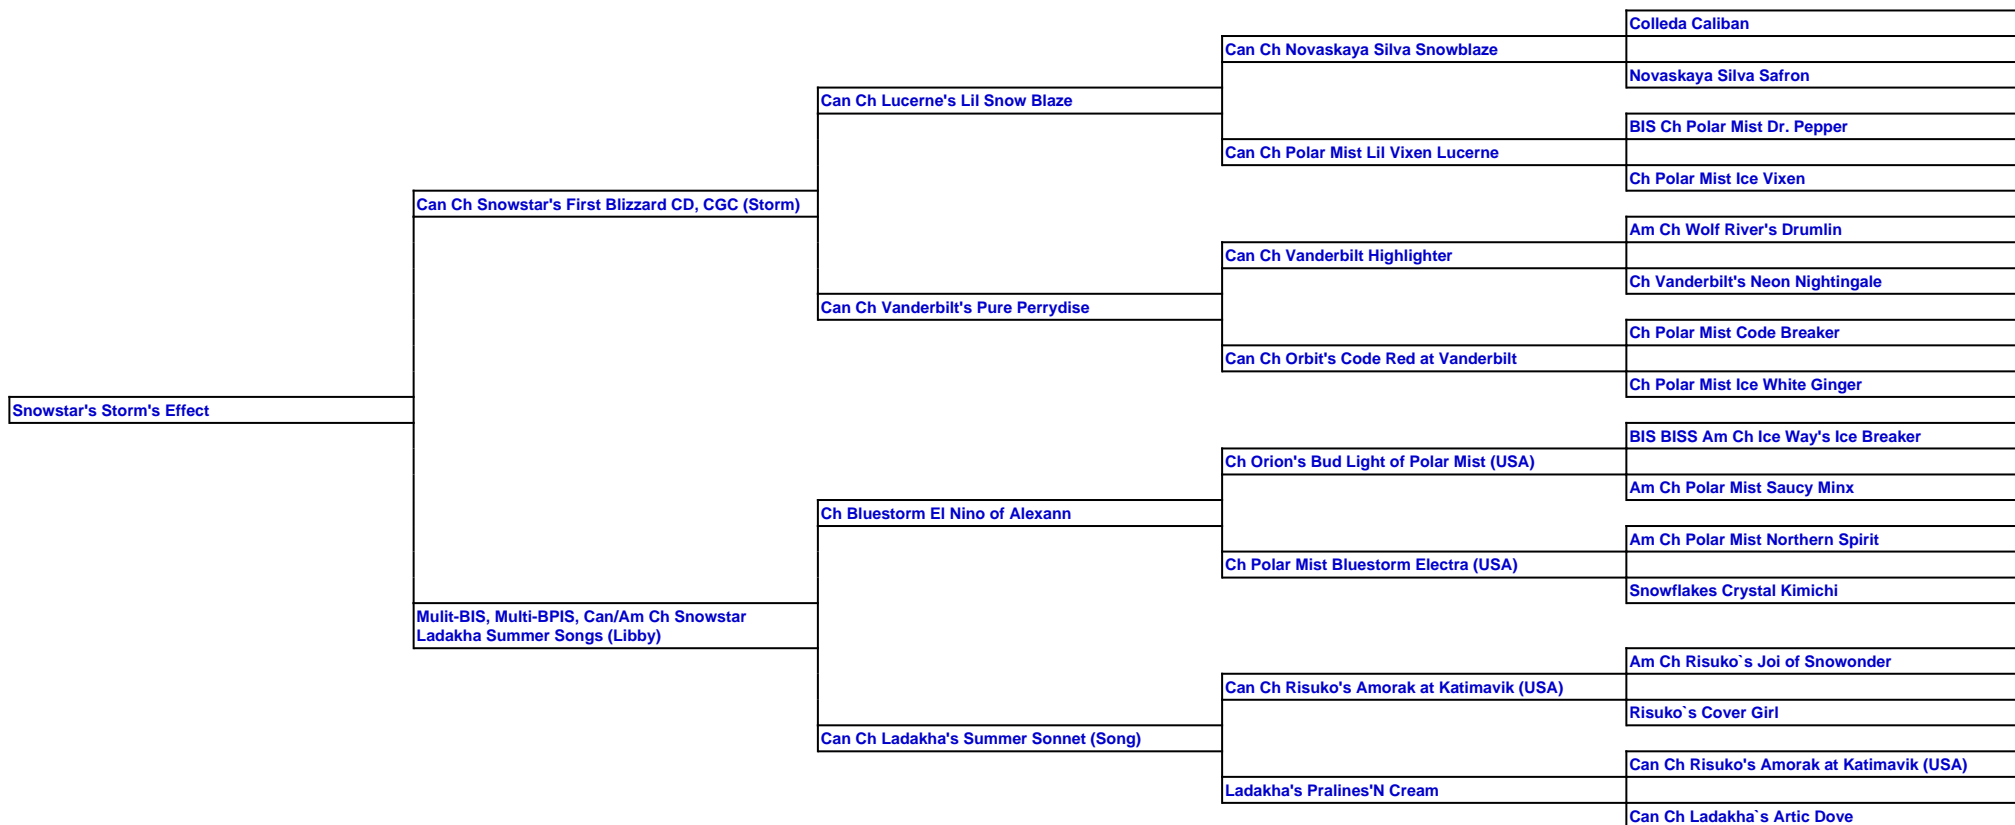 Colleda Caliban
Can Ch Novaskaya Silva Snowblaze
Novaskaya Silva Safron
Can Ch Lucerne's Lil Snow Blaze
BIS Ch Polar Mist Dr. Pepper
Can Ch Polar Mist Lil Vixen Lucerne
Ch Polar Mist Ice Vixen
Can Ch Snowstar's First Blizzard CD, CGC (Storm)
Am Ch Wolf River's Drumlin
Can Ch Vanderbilt Highlighter
Ch Vanderbilt's Neon Nightingale
Can Ch Vanderbilt's Pure Perrydise
Ch Polar Mist Code Breaker
Can Ch Orbit's Code Red at Vanderbilt
Ch Polar Mist Ice White Ginger
Snowstar's Storm's Effect
BIS BISS Am Ch Ice Way's Ice Breaker
Ch Orion's Bud Light of Polar Mist (USA)
Am Ch Polar Mist Saucy Minx
Ch Bluestorm El Nino of Alexann
Am Ch Polar Mist Northern Spirit
Ch Polar Mist Bluestorm Electra (USA)
Snowflakes Crystal Kimichi
Mulit-BIS, Multi-BPIS, Can/Am Ch Snowstar
Ladakha Summer Songs (Libby)
Am Ch Risuko`s Joi of Snowonder
Can Ch Risuko's Amorak at Katimavik (USA)
Risuko`s Cover Girl
Can Ch Ladakha's Summer Sonnet (Song)
Can Ch Risuko's Amorak at Katimavik (USA)
Ladakha's Pralines'N Cream
Can Ch Ladakha`s Artic Dove